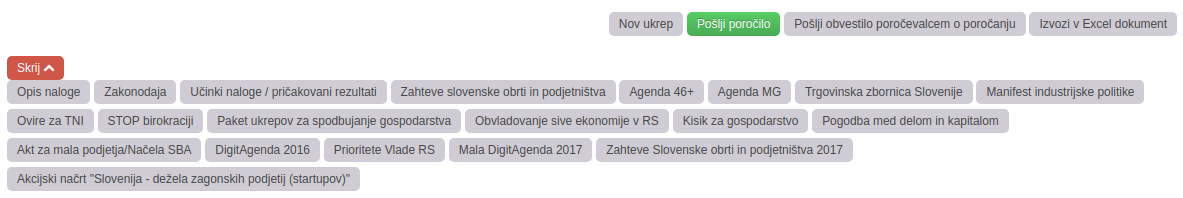 Nov ukrep Pošlji poročilo Pošlji obvestilo poročevalcem o poročanju Izvozi v Excel dokument
Skrij
Opis naloge Zakonodaja Učinki naloge / pričakovani rezultati Zahteve slovenske obrti in podjetništva Agenda 46+ Agenda MG Trgovinska zbornica Slovenije Manifest industrijske politike
Ovire za TNI STOP birokraciji Paket ukrepov za spodbujanje gospodarstva Obvladovanje sive ekonomije v RS Kisik za gospodarstvo Pogodba med delom in kapitalom
Akt za mala podjetja/Načela SBA DigitAgenda 2016 Prioritete Vlade RS Mala DigitAgenda 2017 Zahteve Slovenske obrti in podjetništva 2017
Akcijski načrt "Slovenija - dežela zagonskih podjetij (startupov)"